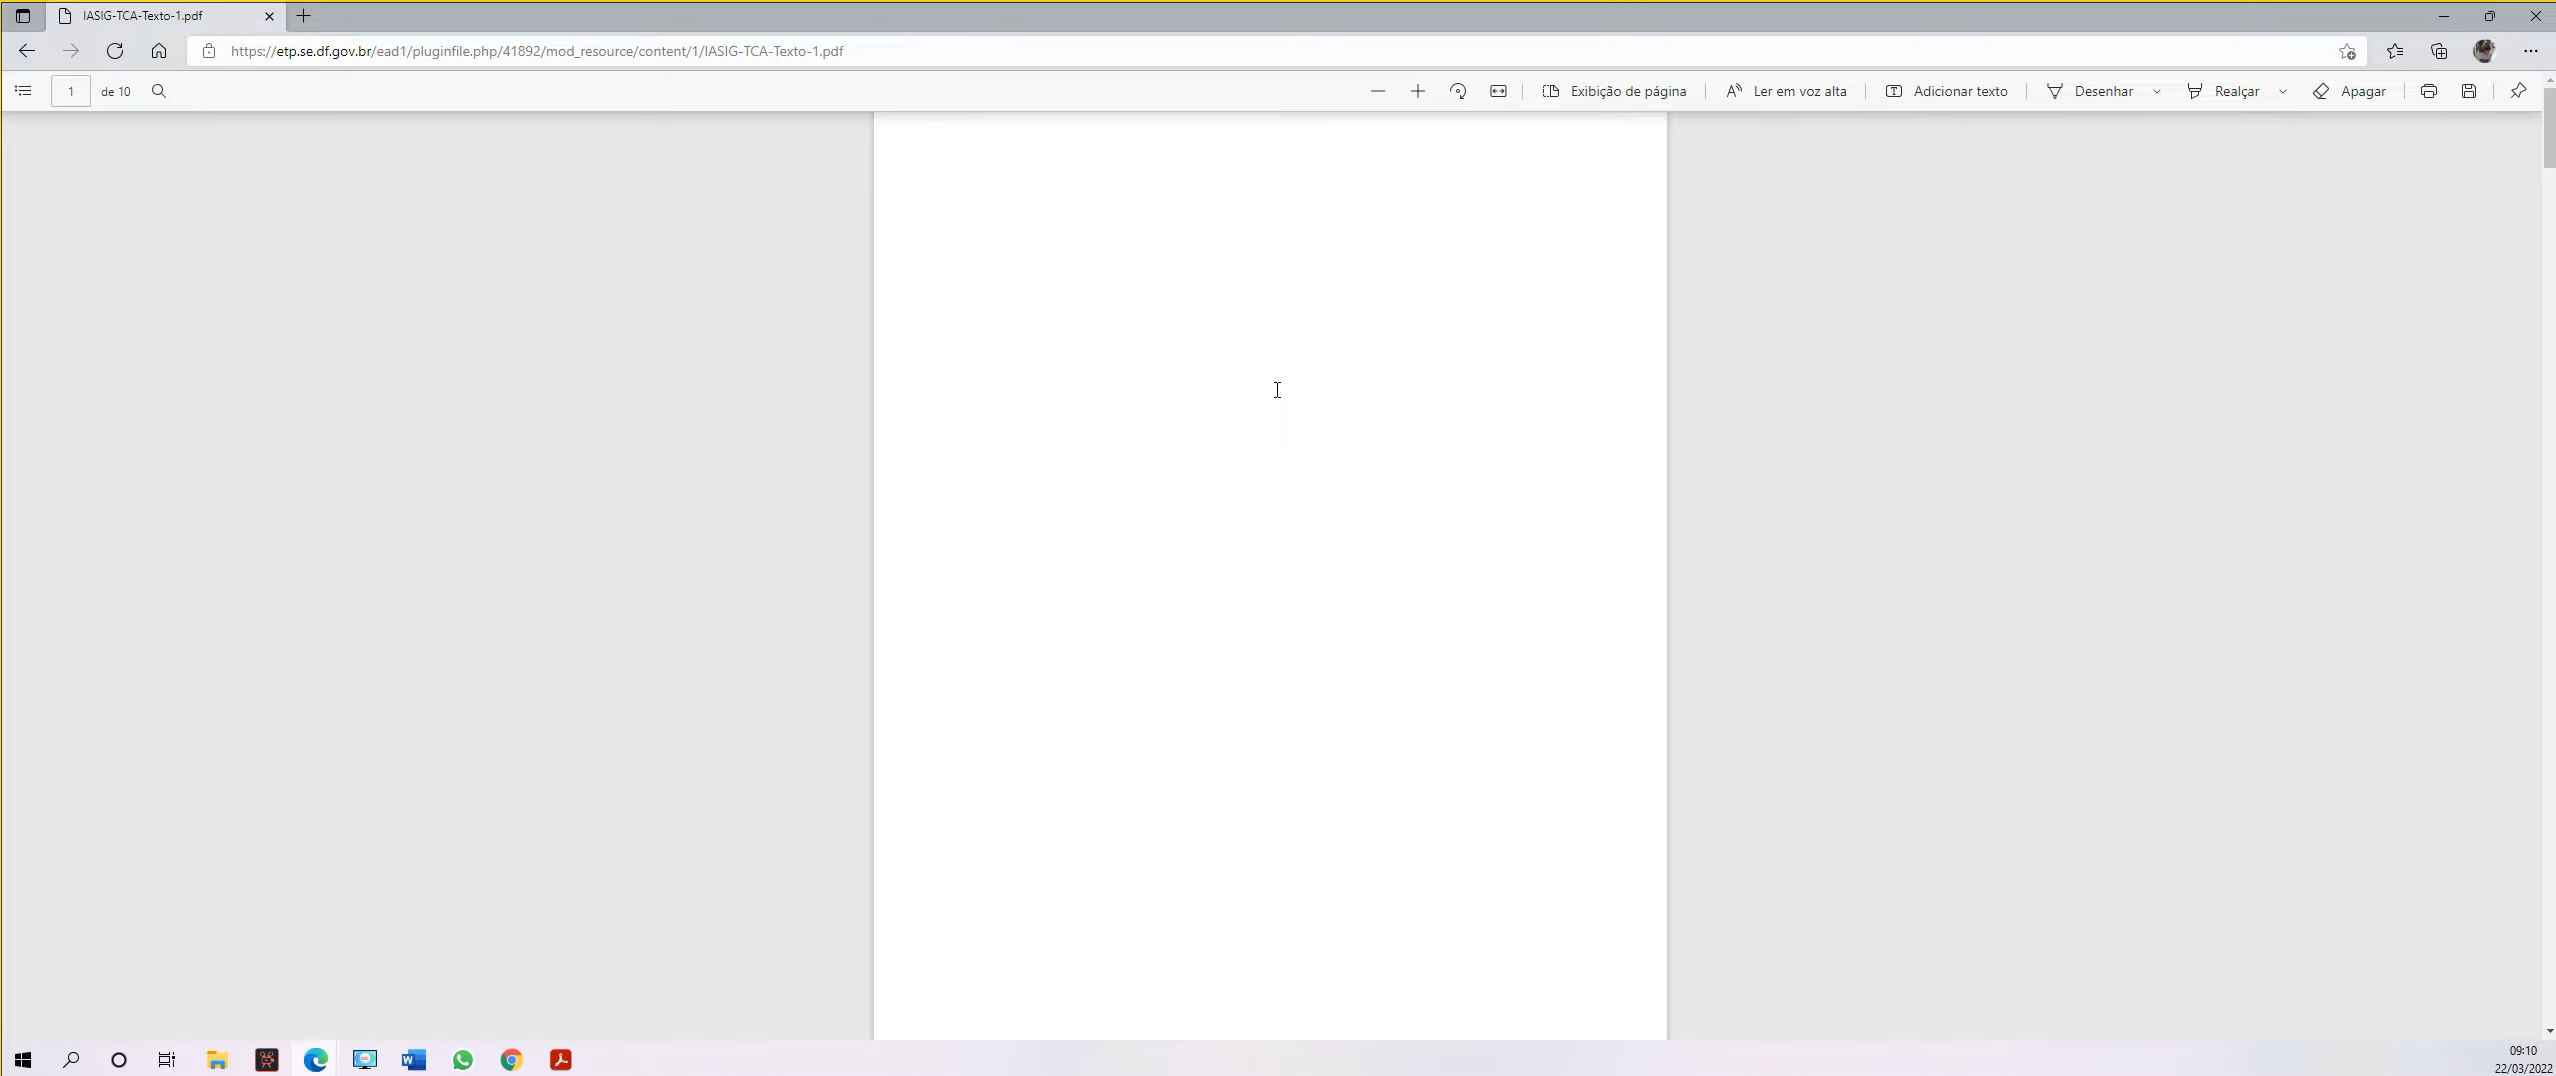 IASIG-TCA-Texto-1.pdf
https://etp.se.df.gov.br/ead1/pluginfile.php/41892/mod_resource/content/1/IASIG-TCA-Texto-1.pdf
1 de 10 Exibição de página Ler em voz alta Adicionar texto Desenhar Realçar Apagar
09:10
22/03/2022